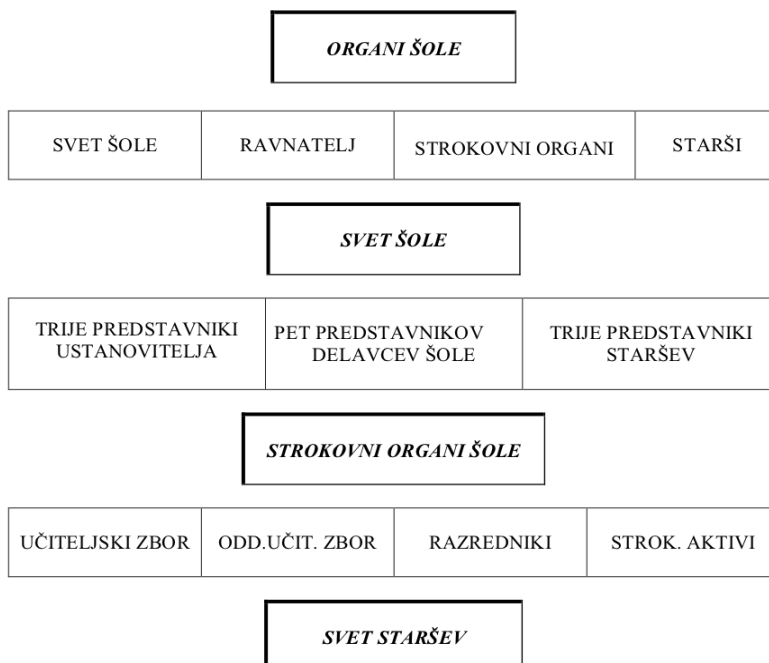 ORGANI ŠOLE
SVET ŠOLE
RAVNATELJ
STROKOVNI ORGANI
STARŠI
SVET ŠOLE
TRIJE PREDSTAVNIKI
USTANOVITELJA
PET PREDSTAVNIKOV
DELAVCEV ŠOLE
TRIJE PREDSTAVNIKI
STARŠEV
STROKOVNI ORGANI ŠOLE
UČITELJSKI ZBOR
ODD.UČIT. ZBOR
RAZREDNIKI
STROK. AKTIVI
SVET STARŠEV